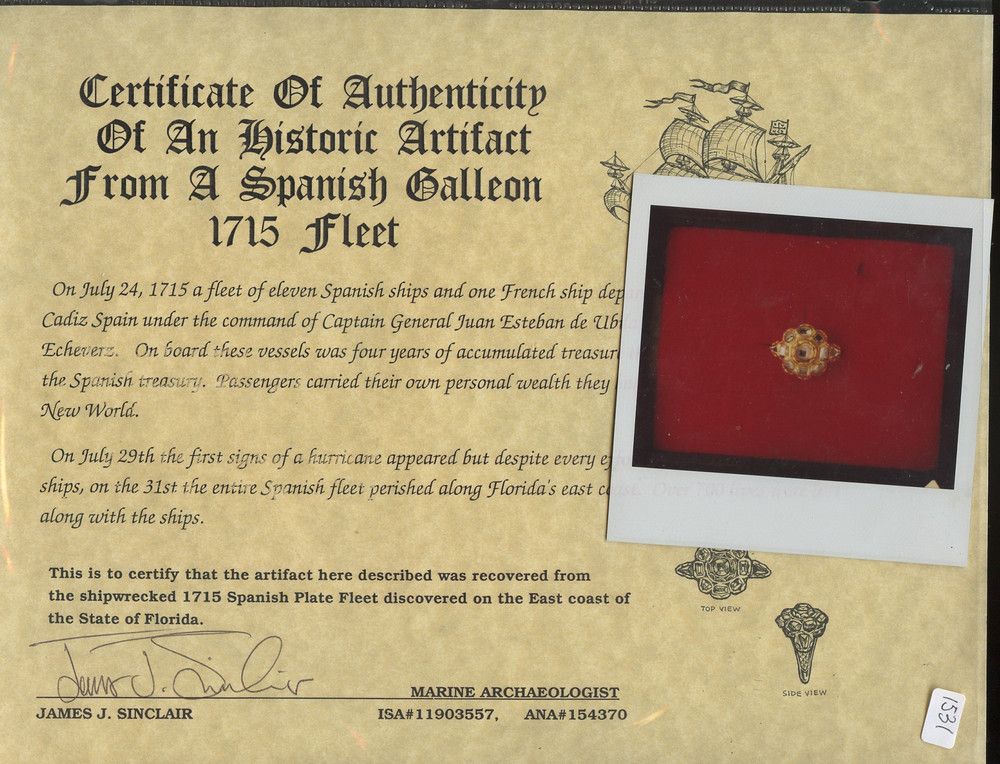 Certificate Of Authenticity
Of An Historic Artifact
From A Spanish Galleon
1715 Fleet
On July 24, 1715 a fleet of eleven Spanish ships and one French ship
Cadiz Spain under the command of Captain General Juan Esteban de
Echeverz. On board these vessels was four years of accumulated
the Spanish treasury. Passengers carried their own personal wealth they
New World.
On July 29th the first signs of a hurricane appeared but despite every
ships, on the 31st the entire Spanish fleet perished along Florida's east coast. Over 700
along with the ships.
This is to certify that the artifact here described was recovered from
the shipwrecked 1715 Spanish Plate Fleet discovered on the East coast of
the State of Florida.
James J. Sinclair
MARINE ARCHAEOLOGIST
JAMES J. SINCLAIR ISA#11903557, ANA#154370
TOP VIEW
SIDE VIEW
1531